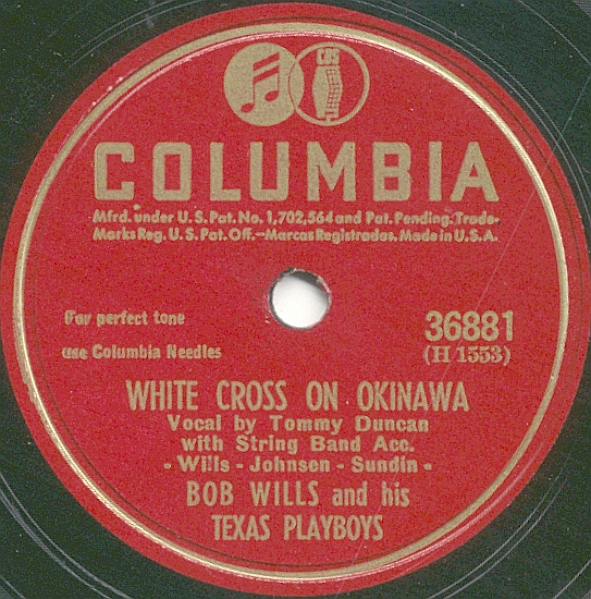 CBS
COLUMBIA
Mfrd. under U.S. Pat. No. 1,702,564 and Pat. Pending. Trade-
Marks Reg. U.S. Pat. Off.—Marcas Registradas. Made in U.S.A.
For perfect tone
use Columbia Needles
36881
(H 1553)
WHITE CROSS ON OKINAWA
Vocal by Tommy Duncan
with String Band Acc.
- Wills - Johnsen - Sundin -
BOB WILLS and his
TEXAS PLAYBOYS